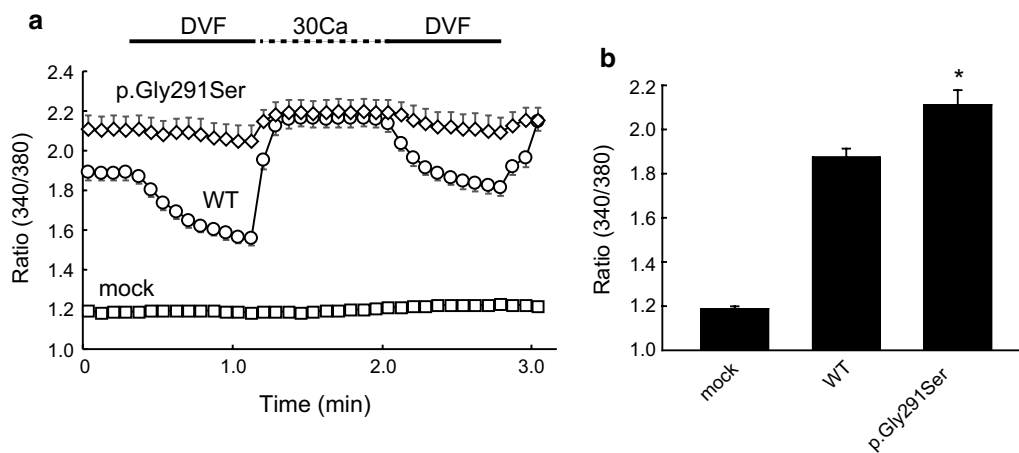 a
DVF 30Ca DVF
Ratio (340/380)
2.4
2.2
2.0
1.8
1.6
1.4
1.2
1.0
p.Gly291Ser
WT
mock
0 1.0 2.0 3.0
Time (min)
b
Ratio (340/380)
2.2
2.0
1.8
1.6
1.4
1.2
1.0
*
mock
WT
p.Gly291Ser